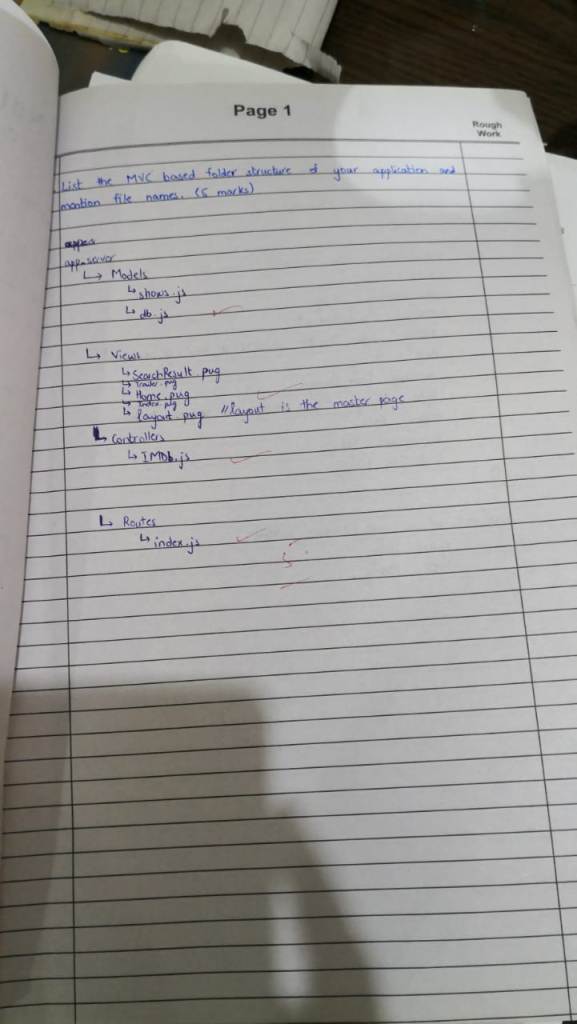 Page 1
Rough
Work
List the MVC based folder structure of your application and
mention file names. (5 marks)
app-server
↳ Models
↳ shows.js
↳ db.js
↳ Views
↳ SearchResult.pug
↳ Trailer.pug
↳ Home.pug
↳ Index.pug
↳ layout.pug //layout is the master page
↳ Controllers
↳ IMDb.js
↳ Routes
↳ index.js
5